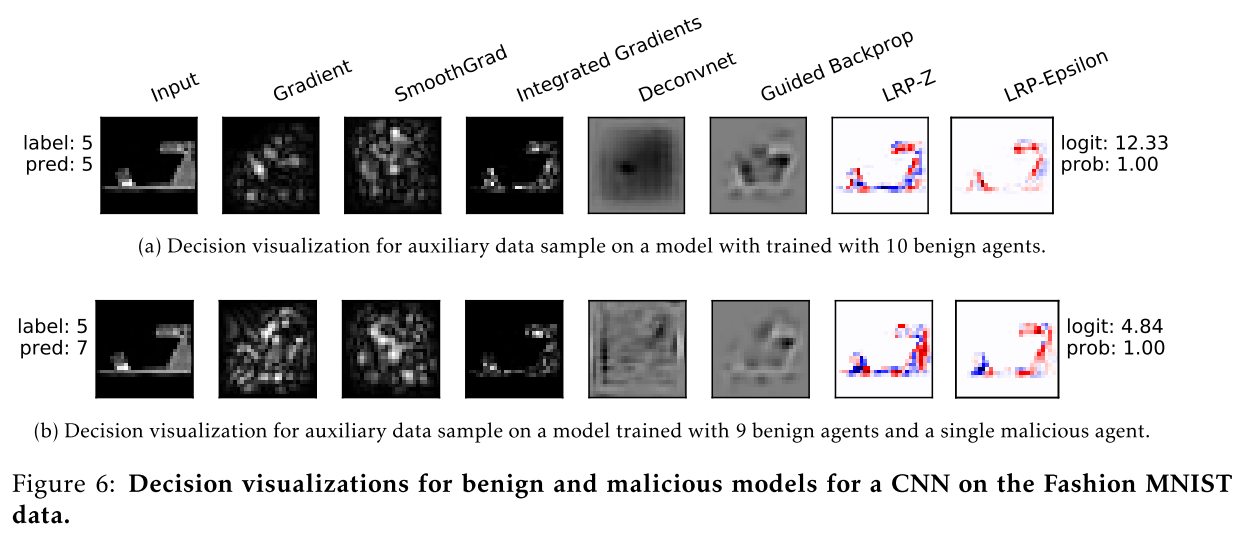 Input
Gradient
SmoothGrad
Integrated Gradients
Deconvnet
Guided Backprop
LRP-Z
LRP-Epsilon
label: 5
pred: 5
logit: 12.33
prob: 1.00
(a) Decision visualization for auxiliary data sample on a model with trained with 10 benign agents.
label: 5
pred: 7
logit: 4.84
prob: 1.00
(b) Decision visualization for auxiliary data sample on a model trained with 9 benign agents and a single malicious agent.
Figure 6: Decision visualizations for benign and malicious models for a CNN on the Fashion MNIST
data.